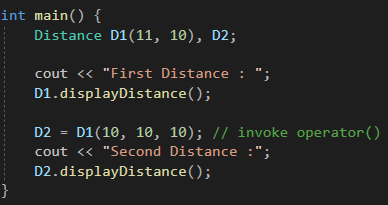 int main() {
Distance D1(11, 10), D2;
cout << "First Distance : ";
D1.displayDistance();
D2 = D1(10, 10, 10); // invoke operator()
cout << "Second Distance :";
D2.displayDistance();
}